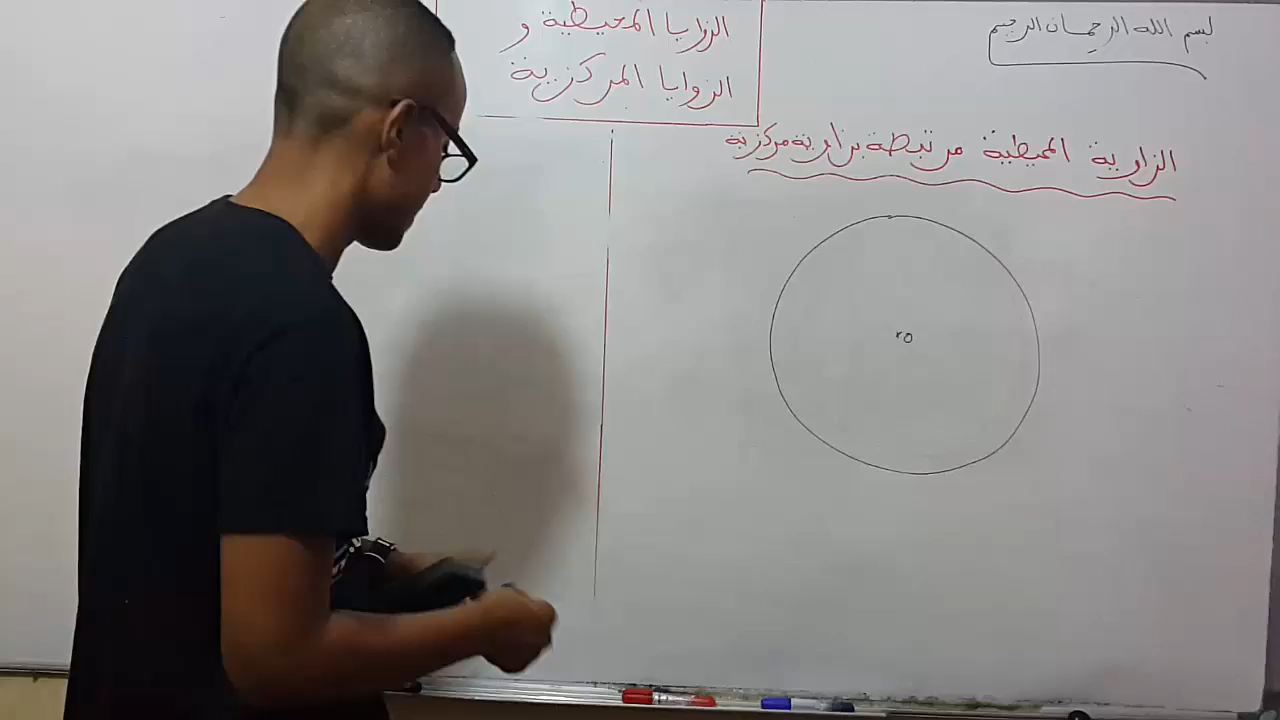 بسم الله الرحمان الرحيم
الزوايا المحيطية و
الزوايا المركزية
الزاوية المحيطية مرتبطة بزاوية مركزية
O